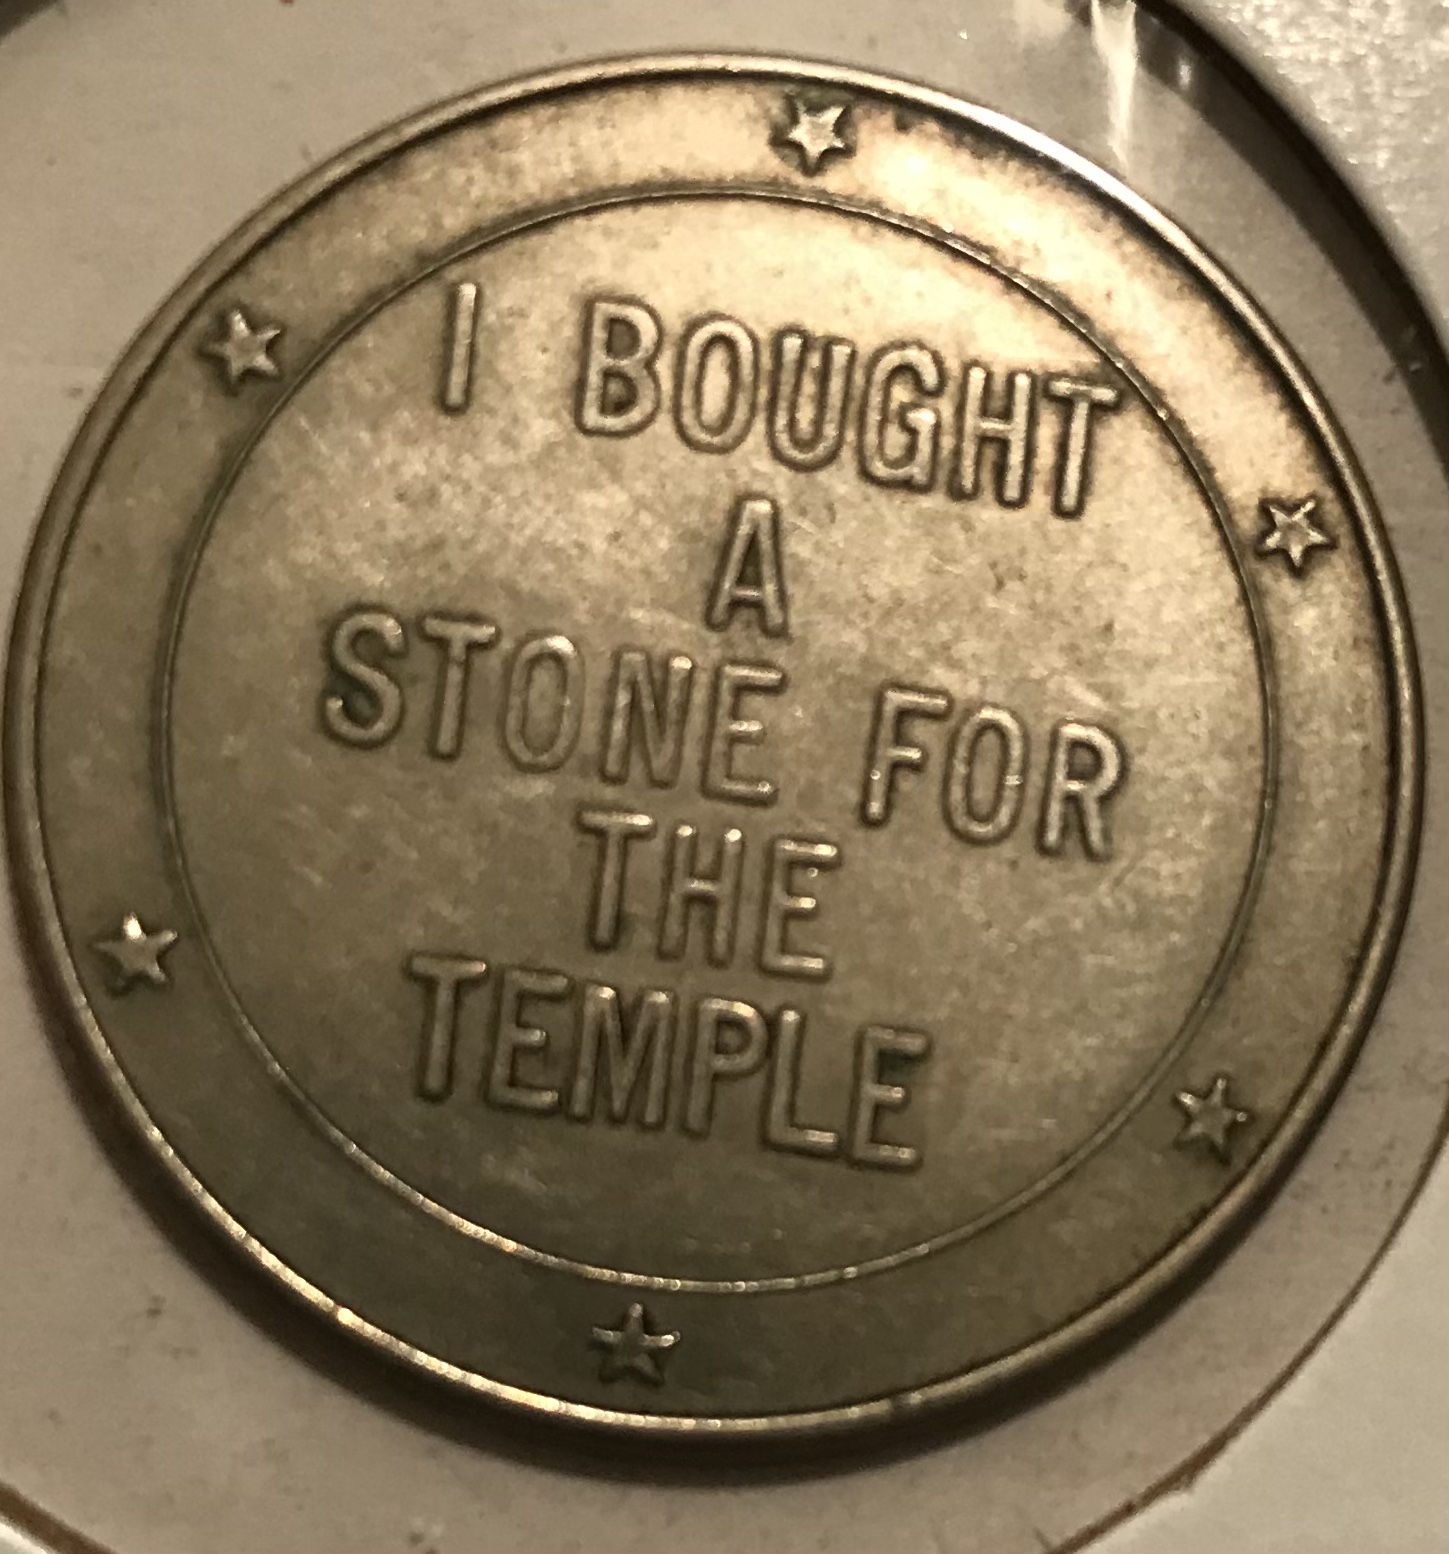 I BOUGHT
A
STONE FOR
THE
TEMPLE